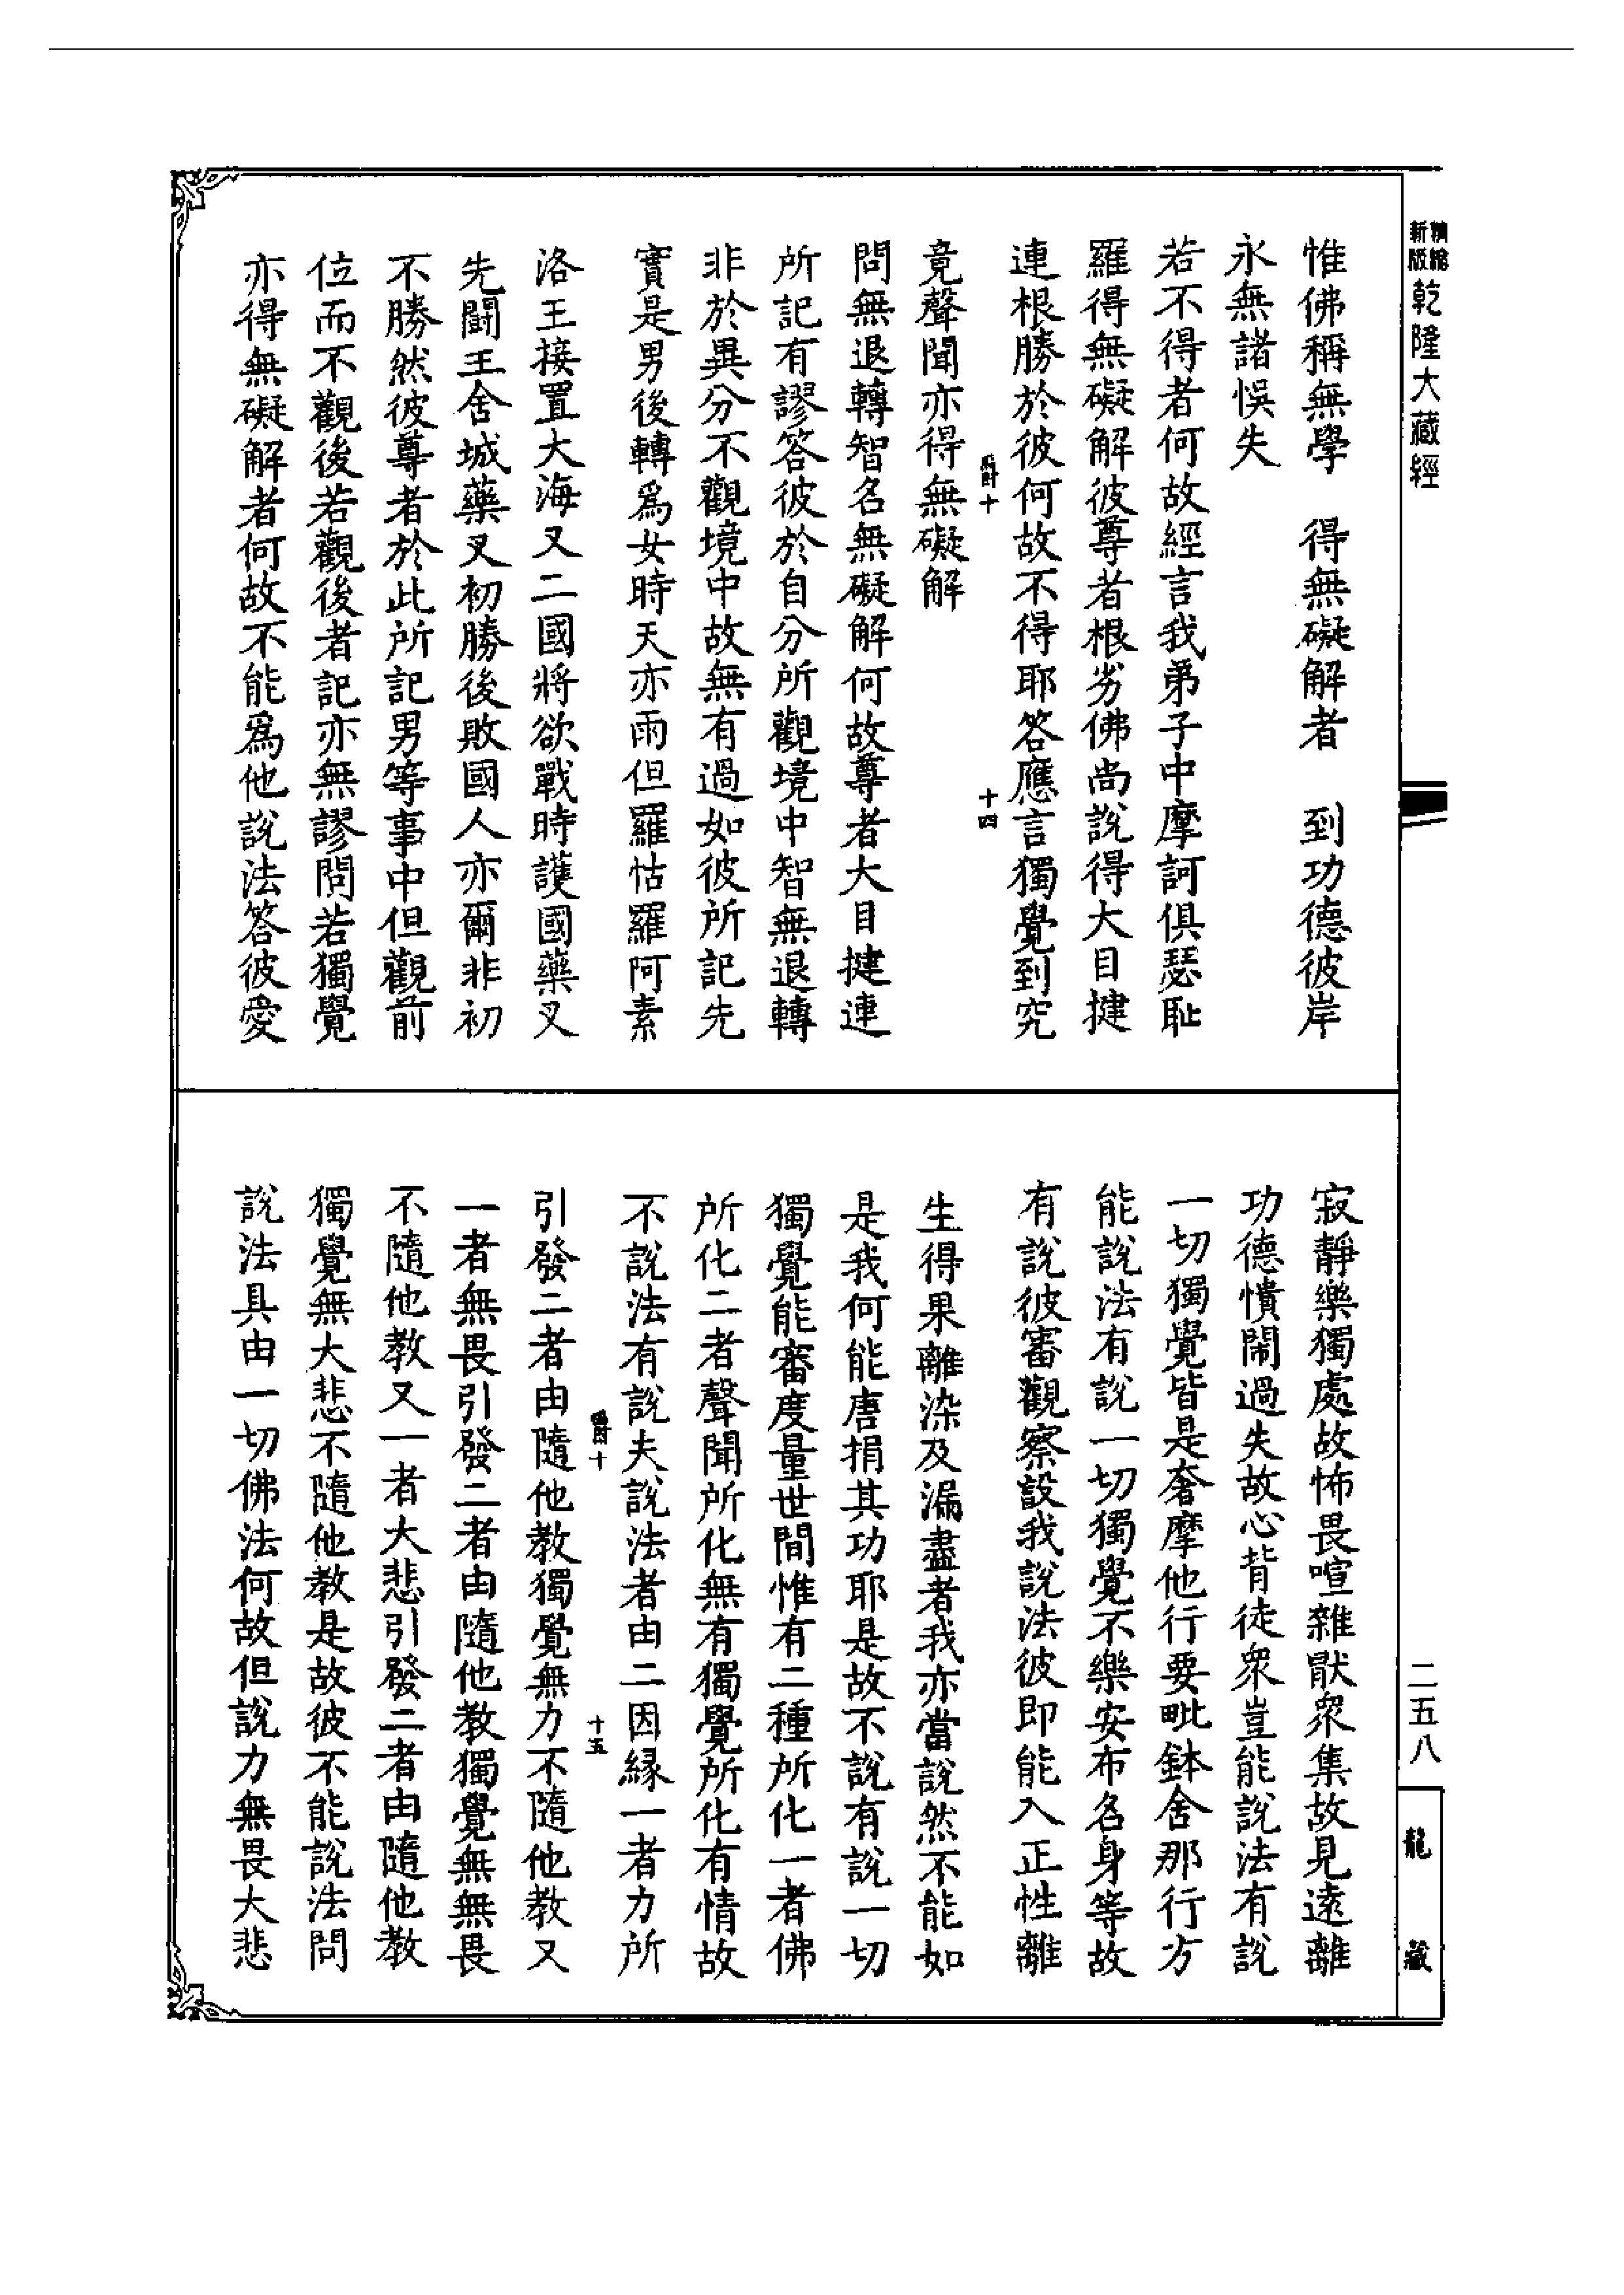 精縮新版乾隆大藏經
惟佛稱無學　得無礙解者　到功德彼岸
永無諸悞失
若不得者何故經言我弟子中摩訶俱瑟耻
羅得無礙解彼尊者根劣佛尚說得大目揵
連根勝於彼何故不得耶答應言獨覺到究
爵十　十四
竟聲聞亦得無礙解
問無退轉智名無礙解何故尊者大目揵連
所記有謬答彼於自分所觀境中智無退轉
非於異分不觀境中故無有過如彼所記先
實是男後轉爲女時天亦雨但羅怙羅阿素
洛王接置大海又二國將欲戰時護國藥叉
先鬭王舍城藥叉初勝後敗國人亦爾非初
不勝然彼尊者於此所記男等事中但觀前
位而不觀後若觀後者記亦無謬問若獨覺
亦得無礙解者何故不能爲他說法答彼愛
寂靜樂獨處故怖畏喧雜猒衆集故見遠離
功德憒閙過失故心背徒衆豈能說法有說
一切獨覺皆是奢摩他行要毗鉢舍那行方
能說法有說一切獨覺不樂安布名身等故
有說彼審觀察設我說法彼即能入正性離
生得果離染及漏盡者我亦當說然不能如
是我何能唐捐其功耶是故不說有說一切
獨覺能審度量世間惟有二種所化一者佛
所化二者聲聞所化無有獨覺所化有情故
不說法有說夫說法者由二因緣一者力所
爵十　十五
引發二者由隨他教獨覺無力不隨他教又
一者無畏引發二者由隨他教獨覺無無畏
不隨他教又一者大悲引發二者由隨他教
獨覺無大悲不隨他教是故彼不能說法問
說法具由一切佛法何故但說力無畏大悲
二五八
龍藏